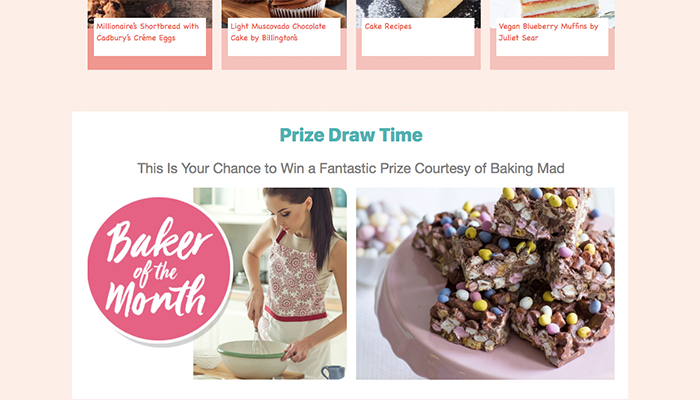 Millionaire's Shortbread with
Cadbury's Créme Eggs
Light Muscovado Chocolate
Cake by Billington's
Cake Recipes
Vegan Blueberry Muffins by
Juliet Sear
Prize Draw Time
This Is Your Chance to Win a Fantastic Prize Courtesy of Baking Mad
Baker
of the
Month